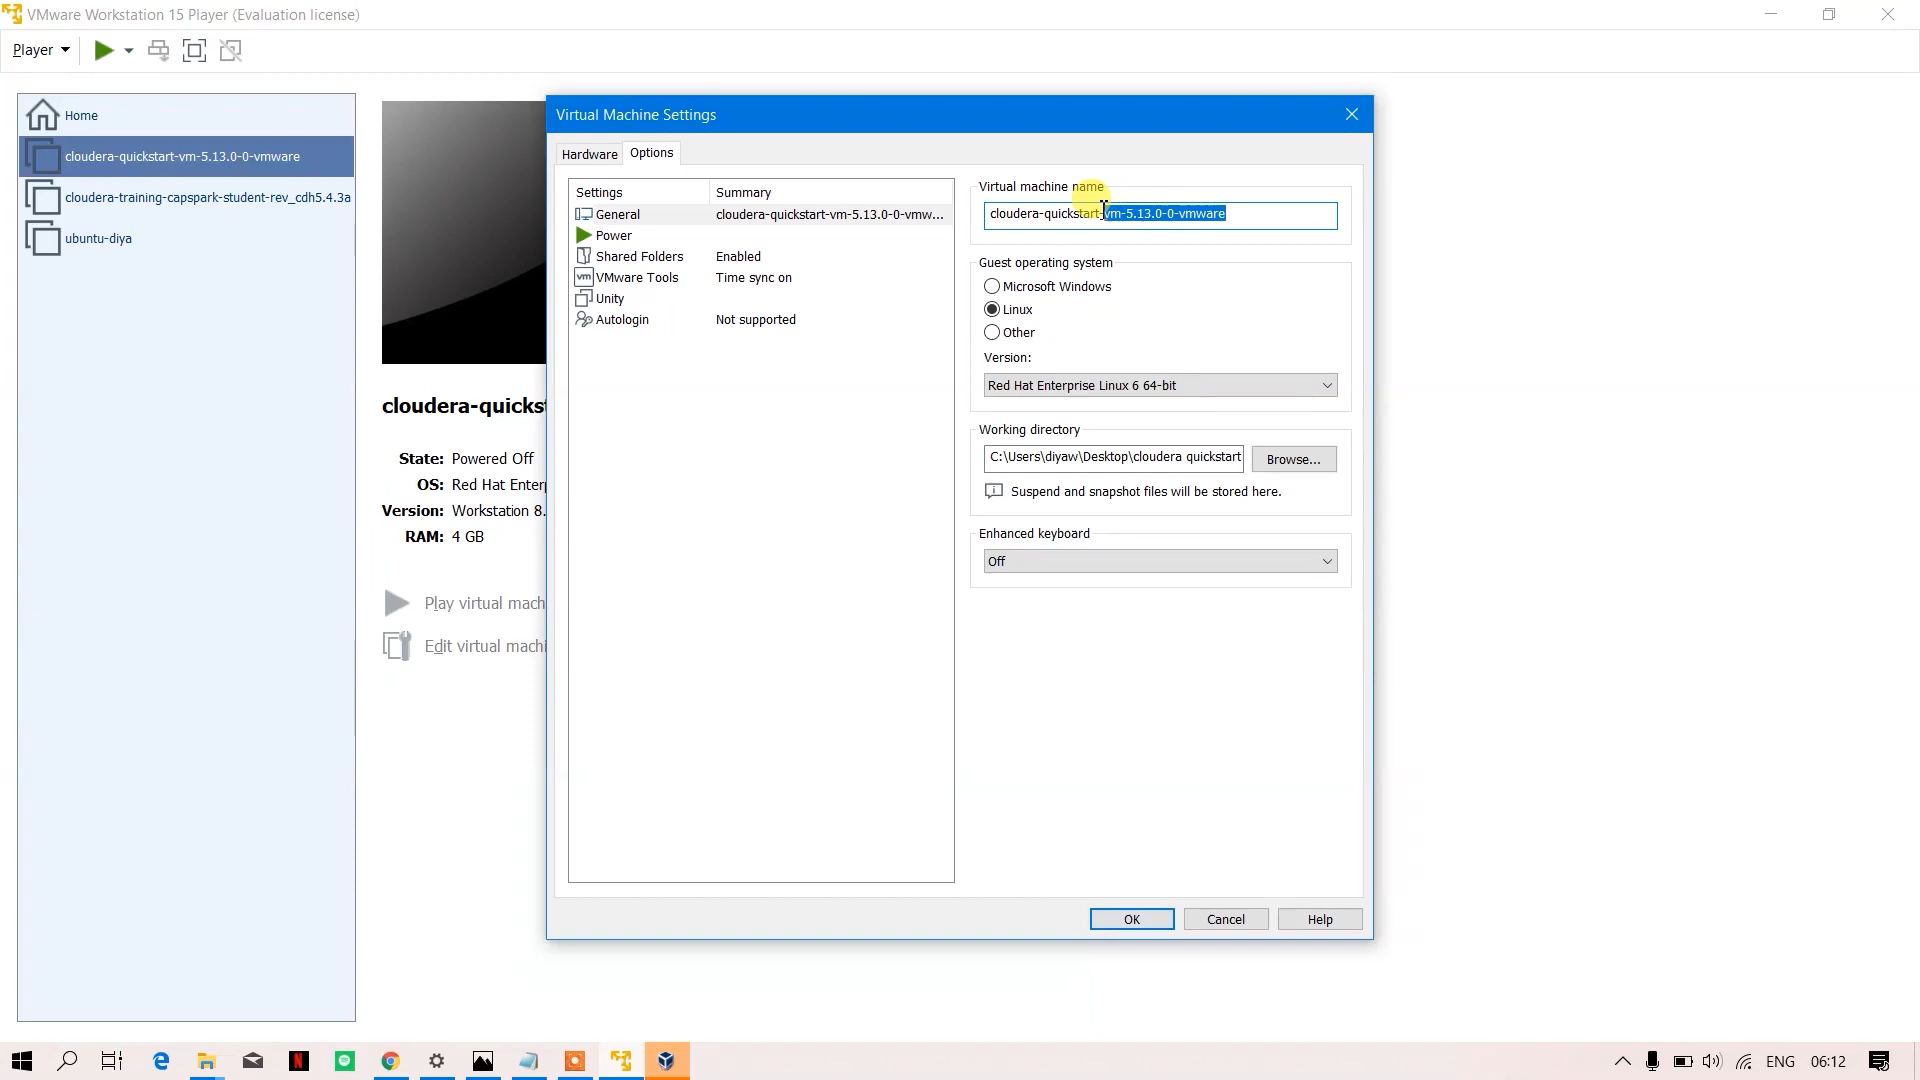 VMware Workstation 15 Player (Evaluation license)
Player
Home
cloudera-quickstart-vm-5.13.0-0-vmware
cloudera-training-capspark-student-rev_cdh5.4.3a
ubuntu-diya
cloudera-quicks
State: Powered Off
OS: Red Hat Enter
Version: Workstation 8.
RAM: 4 GB
Play virtual mach
Edit virtual machi
Virtual Machine Settings
Hardware
Options
Settings Summary
General cloudera-quickstart-vm-5.13.0-0-vmw...
Power
Shared Folders Enabled
VMware Tools Time sync on
Unity
Autologin Not supported
Virtual machine name
cloudera-quickstart-vm-5.13.0-0-vmware
Guest operating system
Microsoft Windows
Linux
Other
Version:
Red Hat Enterprise Linux 6 64-bit
Working directory
C:\Users\diyaw\Desktop\cloudera quickstart
Browse...
Suspend and snapshot files will be stored here.
Enhanced keyboard
Off
OK
Cancel
Help
ENG 06:12